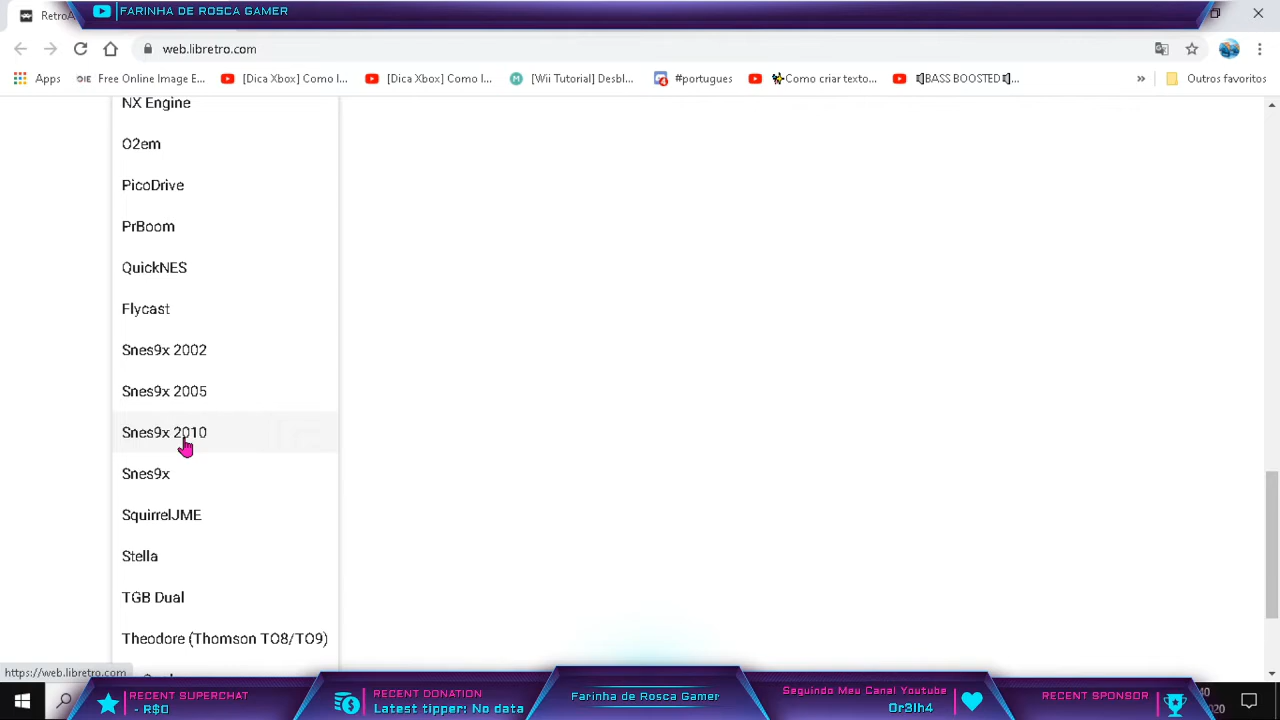 RetroA
FARINHA DE ROSCA GAMER
web.libretro.com
Apps
Free Online Image E...
[Dica Xbox] Como I...
[Dica Xbox] Como I...
[Wii Tutorial] Desbl...
#portugues
Como criar texto...
BASS BOOSTED
Outros favoritos
NX Engine
O2em
PicoDrive
PrBoom
QuickNES
Flycast
Snes9x 2002
Snes9x 2005
Snes9x 2010
Snes9x
SquirrelJME
Stella
TGB Dual
Theodore (Thomson TO8/TO9)
https://web.libretro.com
RECENT SUPERCHAT
- R$0
RECENT DONATION
Latest tipper: No data
Farinha de Rosca Gamer
Seguindo Meu Canal Youtube
0r3lh4
RECENT SPONSOR